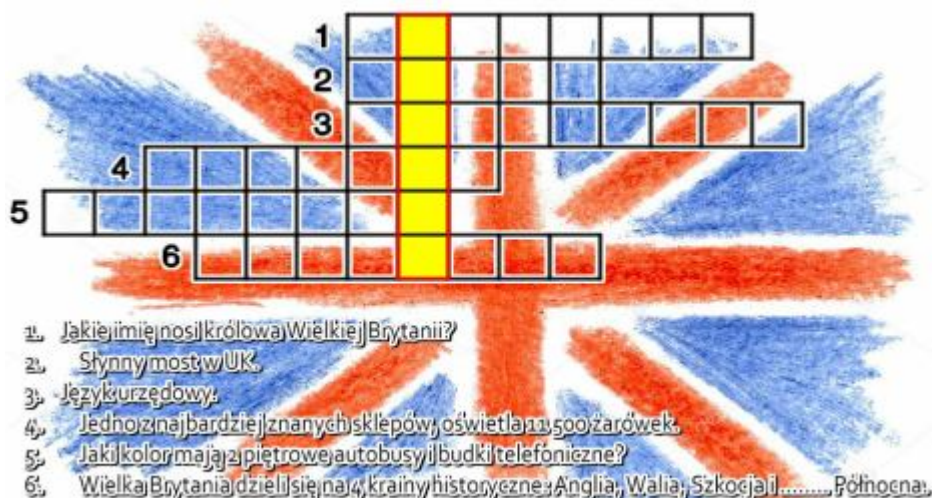 1
2
3
4
5
6
1. Jakie imię nosi królowa Wielkiej Brytanii?
2. Słynny most w UK.
3. Język urzędowy.
4. Jedno z najbardziej znanych sklepów, oświetla 11 500 żarówek.
5. Jaki kolor mają 2 piętrowe autobusy i budki telefoniczne?
6. Wielka Brytania dzieli się na 4 krainy historyczne: Anglia, Walia, Szkocja i ......... Północna.